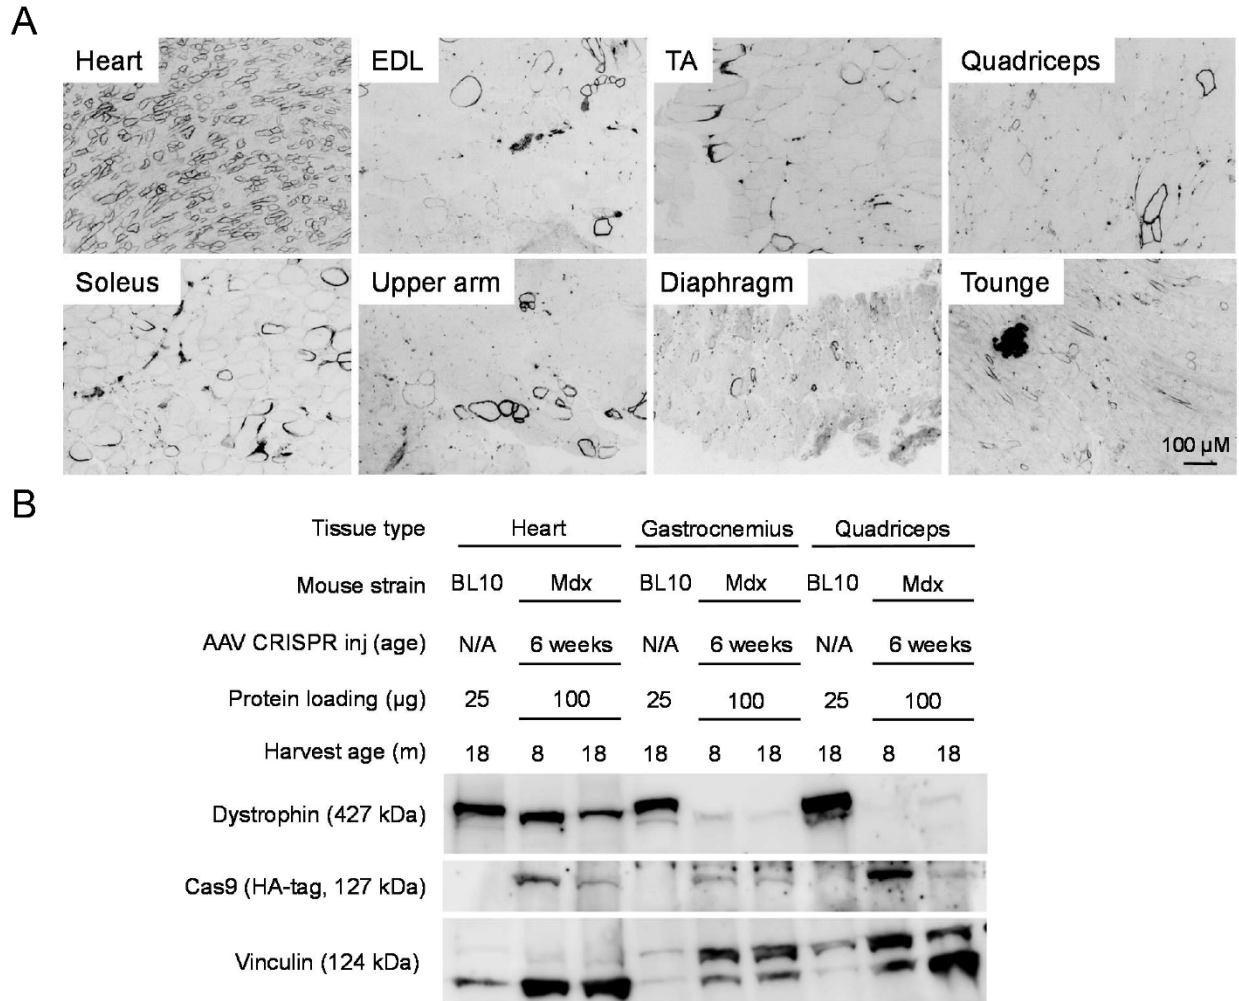 A
Heart
EDL
TA
Quadriceps
Soleus
Upper arm
Diaphragm
Tounge
100 µM
B
Tissue type Heart Gastrocnemius Quadriceps
Mouse strain BL10 Mdx BL10 Mdx BL10 Mdx
AAV CRISPR inj (age) N/A 6 weeks N/A 6 weeks N/A 6 weeks
Protein loading (µg) 25 100 25 100 25 100
Harvest age (m) 18 8 18 18 8 18 18 8 18
Dystrophin (427 kDa)
Cas9 (HA-tag, 127 kDa)
Vinculin (124 kDa)